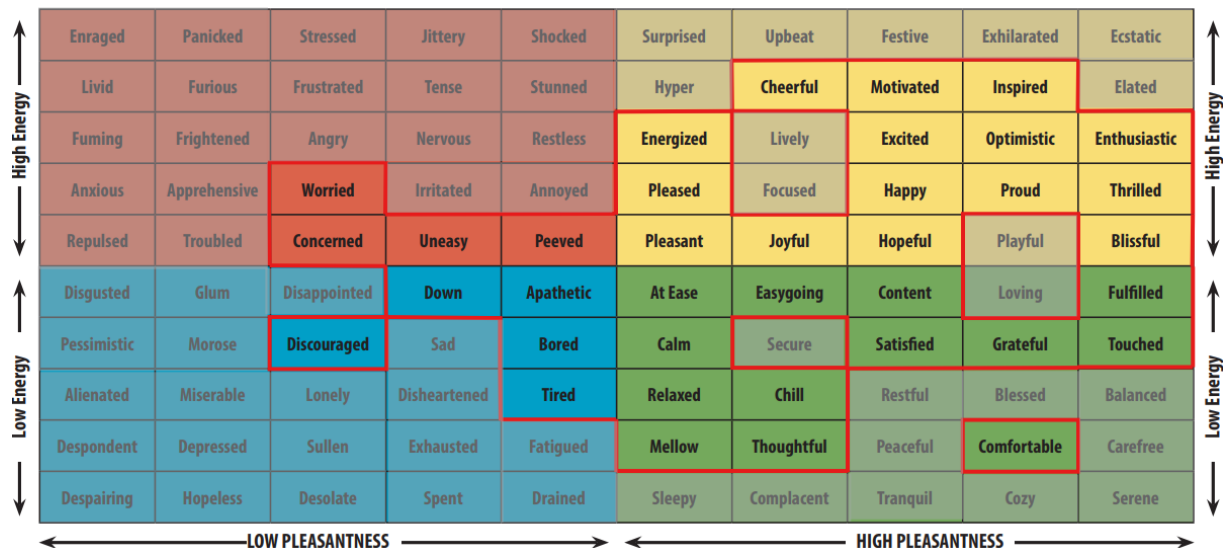 Enraged Panicked Stressed Jittery Shocked Surprised Upbeat Festive Exhilarated Ecstatic
Livid Furious Frustrated Tense Stunned Hyper Cheerful Motivated Inspired Elated
Fuming Frightened Angry Nervous Restless Energized Lively Excited Optimistic Enthusiastic
Anxious Apprehensive Worried Irritated Annoyed Pleased Focused Happy Proud Thrilled
Repulsed Troubled Concerned Uneasy Peeved Pleasant Joyful Hopeful Playful Blissful
Disgusted Glum Disappointed Down Apathetic At Ease Easygoing Content Loving Fulfilled
Pessimistic Morose Discouraged Sad Bored Calm Secure Satisfied Grateful Touched
Alienated Miserable Lonely Disheartened Tired Relaxed Chill Restful Blessed Balanced
Despondent Depressed Sullen Exhausted Fatigued Mellow Thoughtful Peaceful Comfortable Carefree
Despairing Hopeless Desolate Spent Drained Sleepy Complacent Tranquil Cozy Serene
High Energy
Low Energy
High Energy
Low Energy
LOW PLEASANTNESS
HIGH PLEASANTNESS